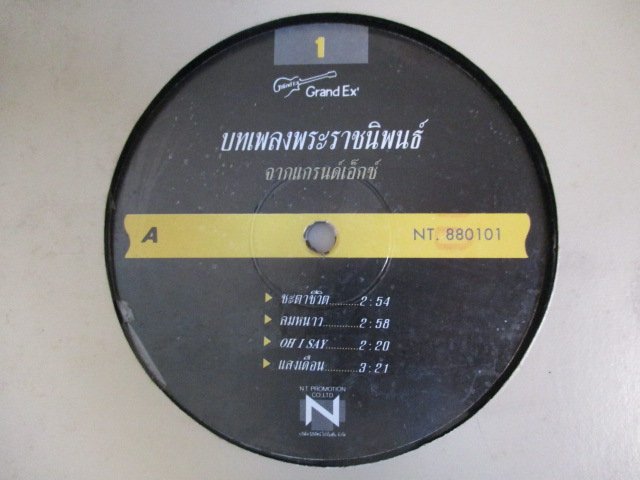 1
Grand Ex'
Grand Ex'
บทเพลงพระราชนิพนธ์
จากแกรนด์เอ็กซ์
A NT. 880101
ชะตาชีวิต..........2:54
ลมหนาว..........2:58
OH I SAY..........2:20
แสงเดือน..........3:21
N.T. PROMOTION
CO.,LTD
N